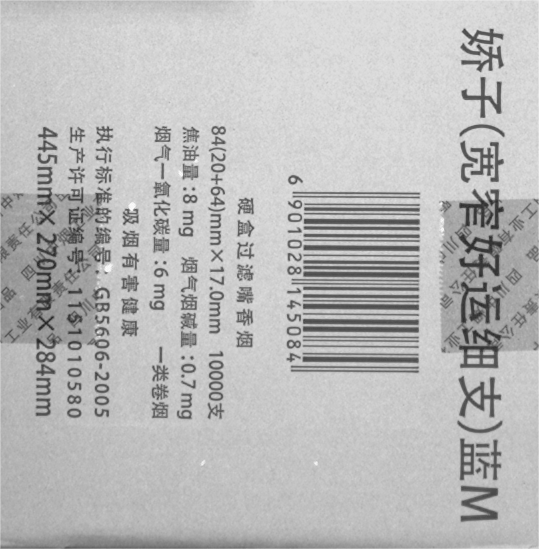 娇子(宽窄好运细支)蓝M
6 901028 145084
硬盒过滤嘴香烟
84(20+64)mm×17.0mm 10000支
焦油量:8 mg 烟气烟碱量:0.7 mg
烟气一氧化碳量:6 mg 一类卷烟
吸烟有害健康
执行标准的编号: GB5606-2005
生产许可证编号: 1151010580
445mm×270mm×284mm